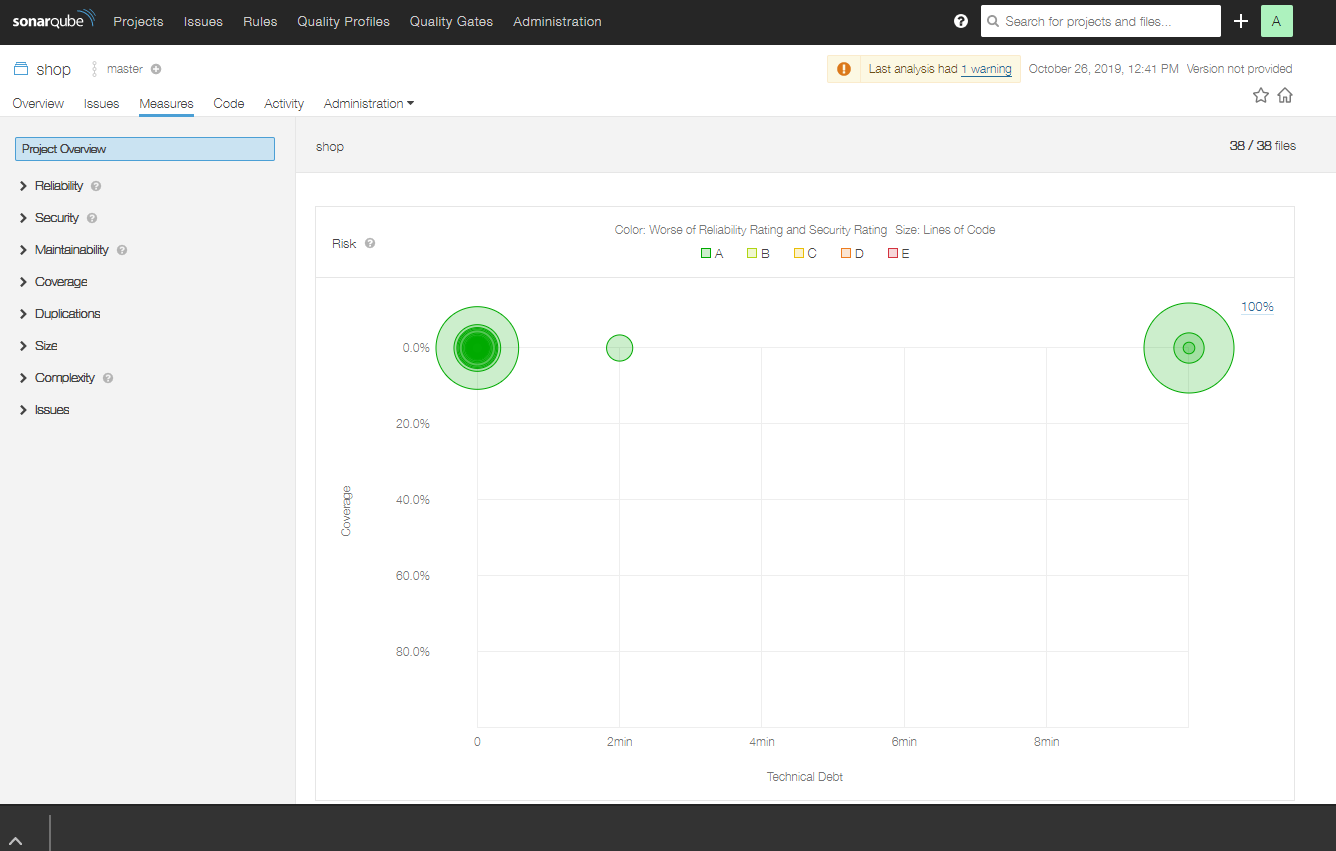 sonarqube Projects Issues Rules Quality Profiles Quality Gates Administration ? Search for projects and files... + A
shop master Last analysis had 1 warning October 26, 2019, 12:41 PM Version not provided
Overview Issues Measures Code Activity Administration
Project Overview
Reliability ?
Security ?
Maintainability ?
Coverage
Duplications
Size
Complexity ?
Issues
shop 38 / 38 files
Risk ?
Color: Worse of Reliability Rating and Security Rating Size: Lines of Code
A B C D E
100%
0.0%
20.0%
40.0%
60.0%
80.0%
Coverage
0 2min 4min 6min 8min
Technical Debt